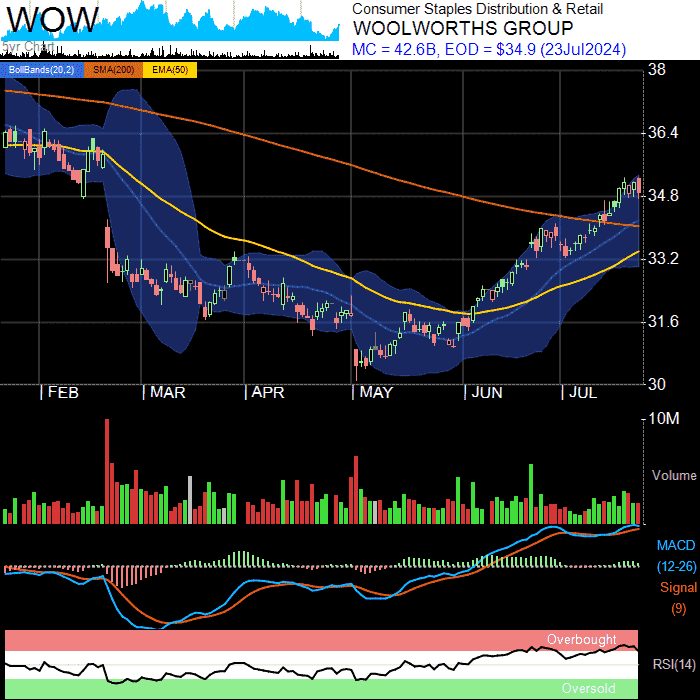 WOW
5yr Chart
Consumer Staples Distribution & Retail
WOOLWORTHS GROUP
MC = 42.6B, EOD = $34.9 (23Jul2024)
BollBands(20,2) SMA(200) EMA(50)
38
36.4
34.8
33.2
31.6
30
| FEB | MAR | APR | MAY | JUN | JUL
10M
Volume
MACD
(12-26)
Signal
(9)
Overbought
RSI(14)
Oversold